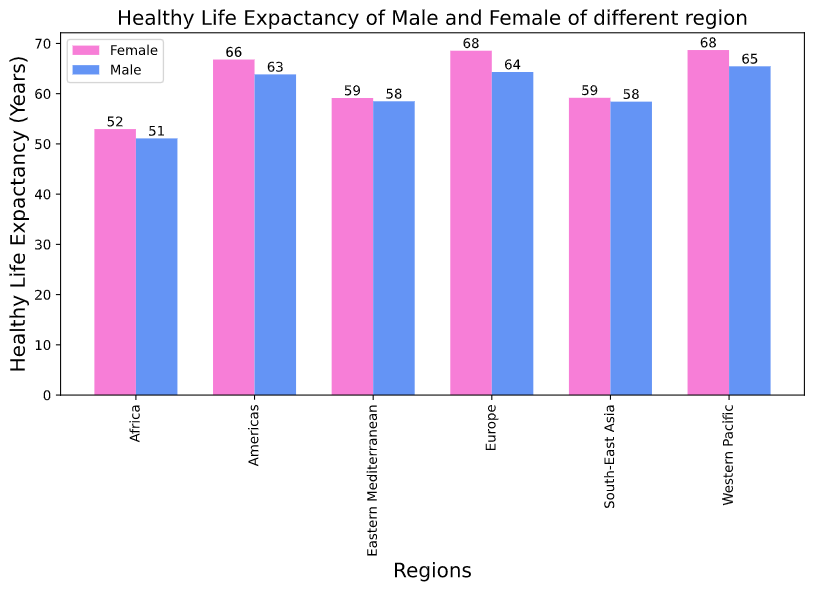 Healthy Life Expactancy of Male and Female of different region
Healthy Life Expactancy (Years)
70
60
50
40
30
20
10
0
Female
Male
52
51
66
63
59
58
68
64
59
58
68
65
Africa
Americas
Eastern Mediterranean
Europe
South-East Asia
Western Pacific
Regions